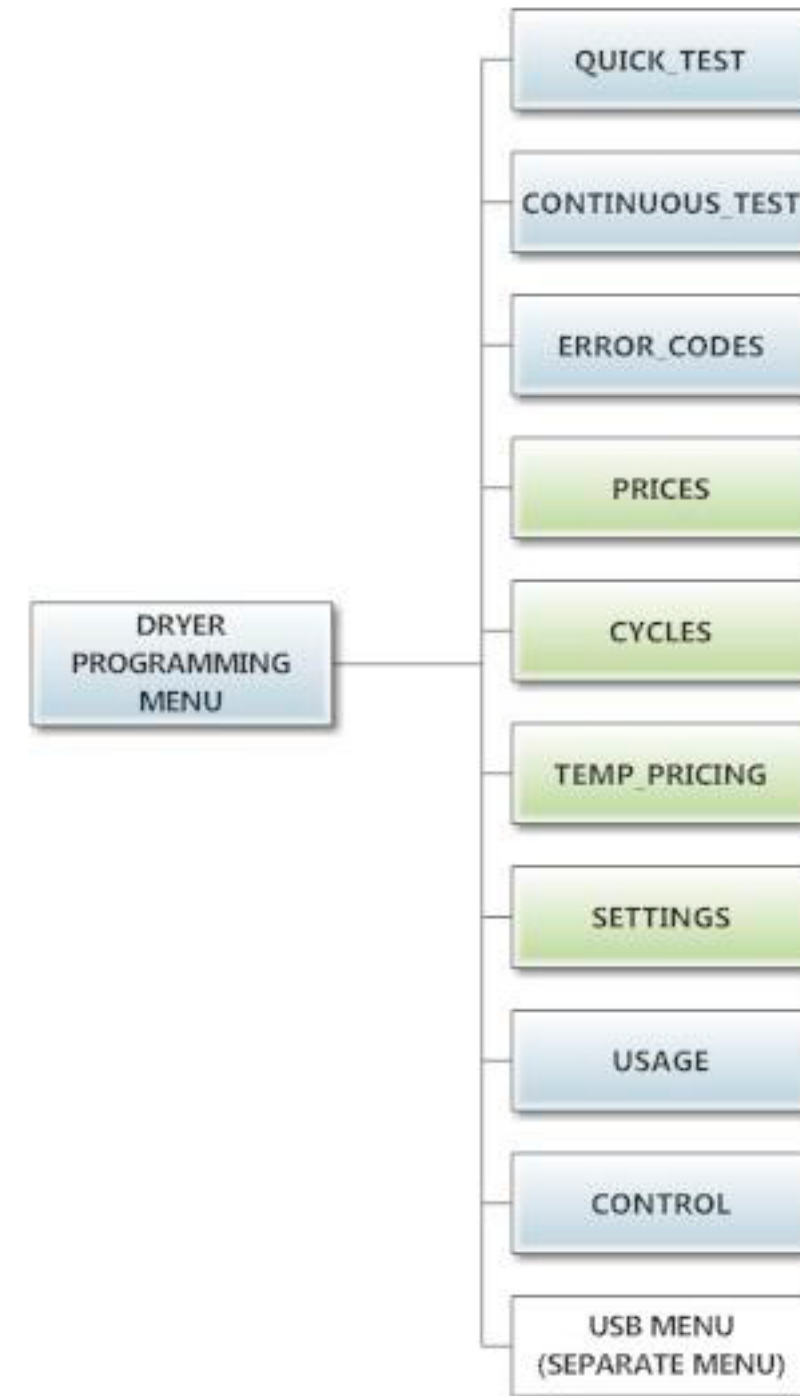 QUICK_TEST
CONTINUOUS_TEST
ERROR_CODES
PRICES
CYCLES
DRYER
PROGRAMMING
MENU
TEMP_PRICING
SETTINGS
USAGE
CONTROL
USB MENU
(SEPARATE MENU)